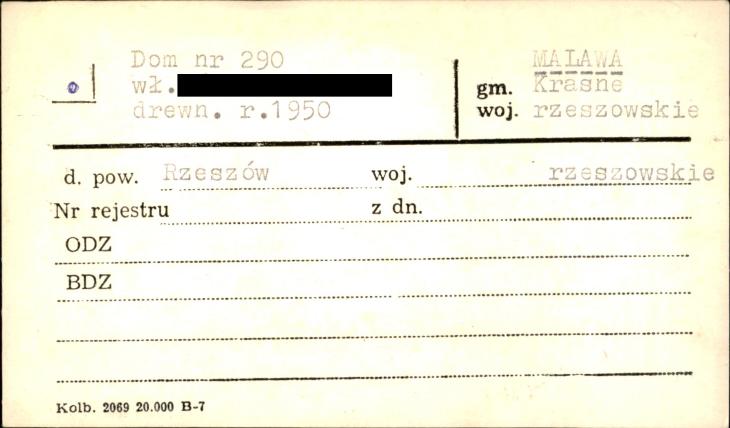 Dom nr 290
wł.
drewn. r.1950
MALAWA
gm. Krasne
woj. rzeszowskie
d. pow. Rzeszów woj. rzeszowskie
Nr rejestru z dn.
ODZ
BDZ
Kolb. 2069 20.000 B-7